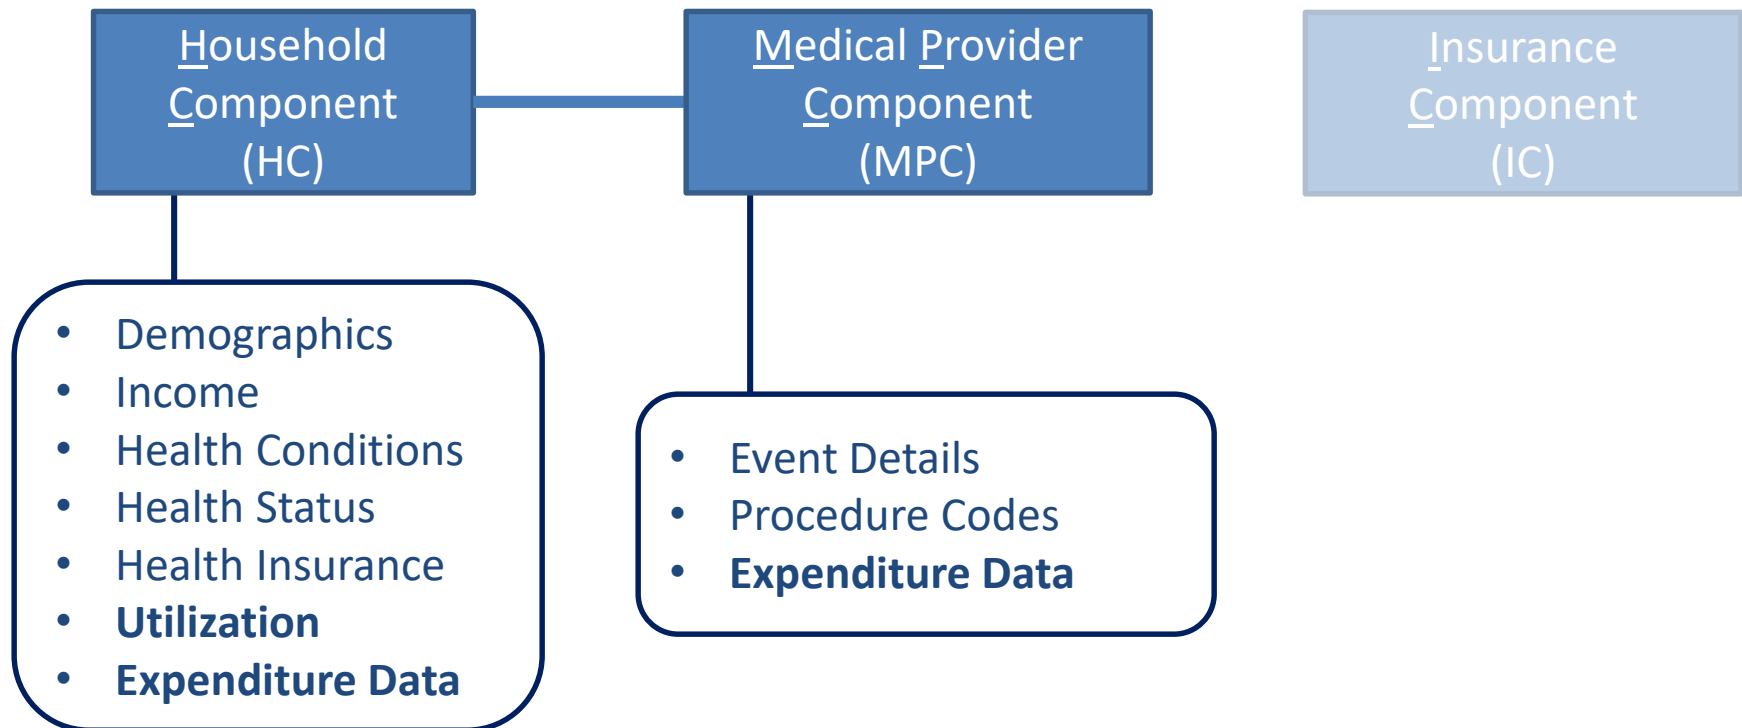 Household
Component
(HC)
Medical Provider
Component
(MPC)
Insurance
Component
(IC)
• Demographics
• Income
• Health Conditions
• Health Status
• Health Insurance
• Utilization
• Expenditure Data
• Event Details
• Procedure Codes
• Expenditure Data